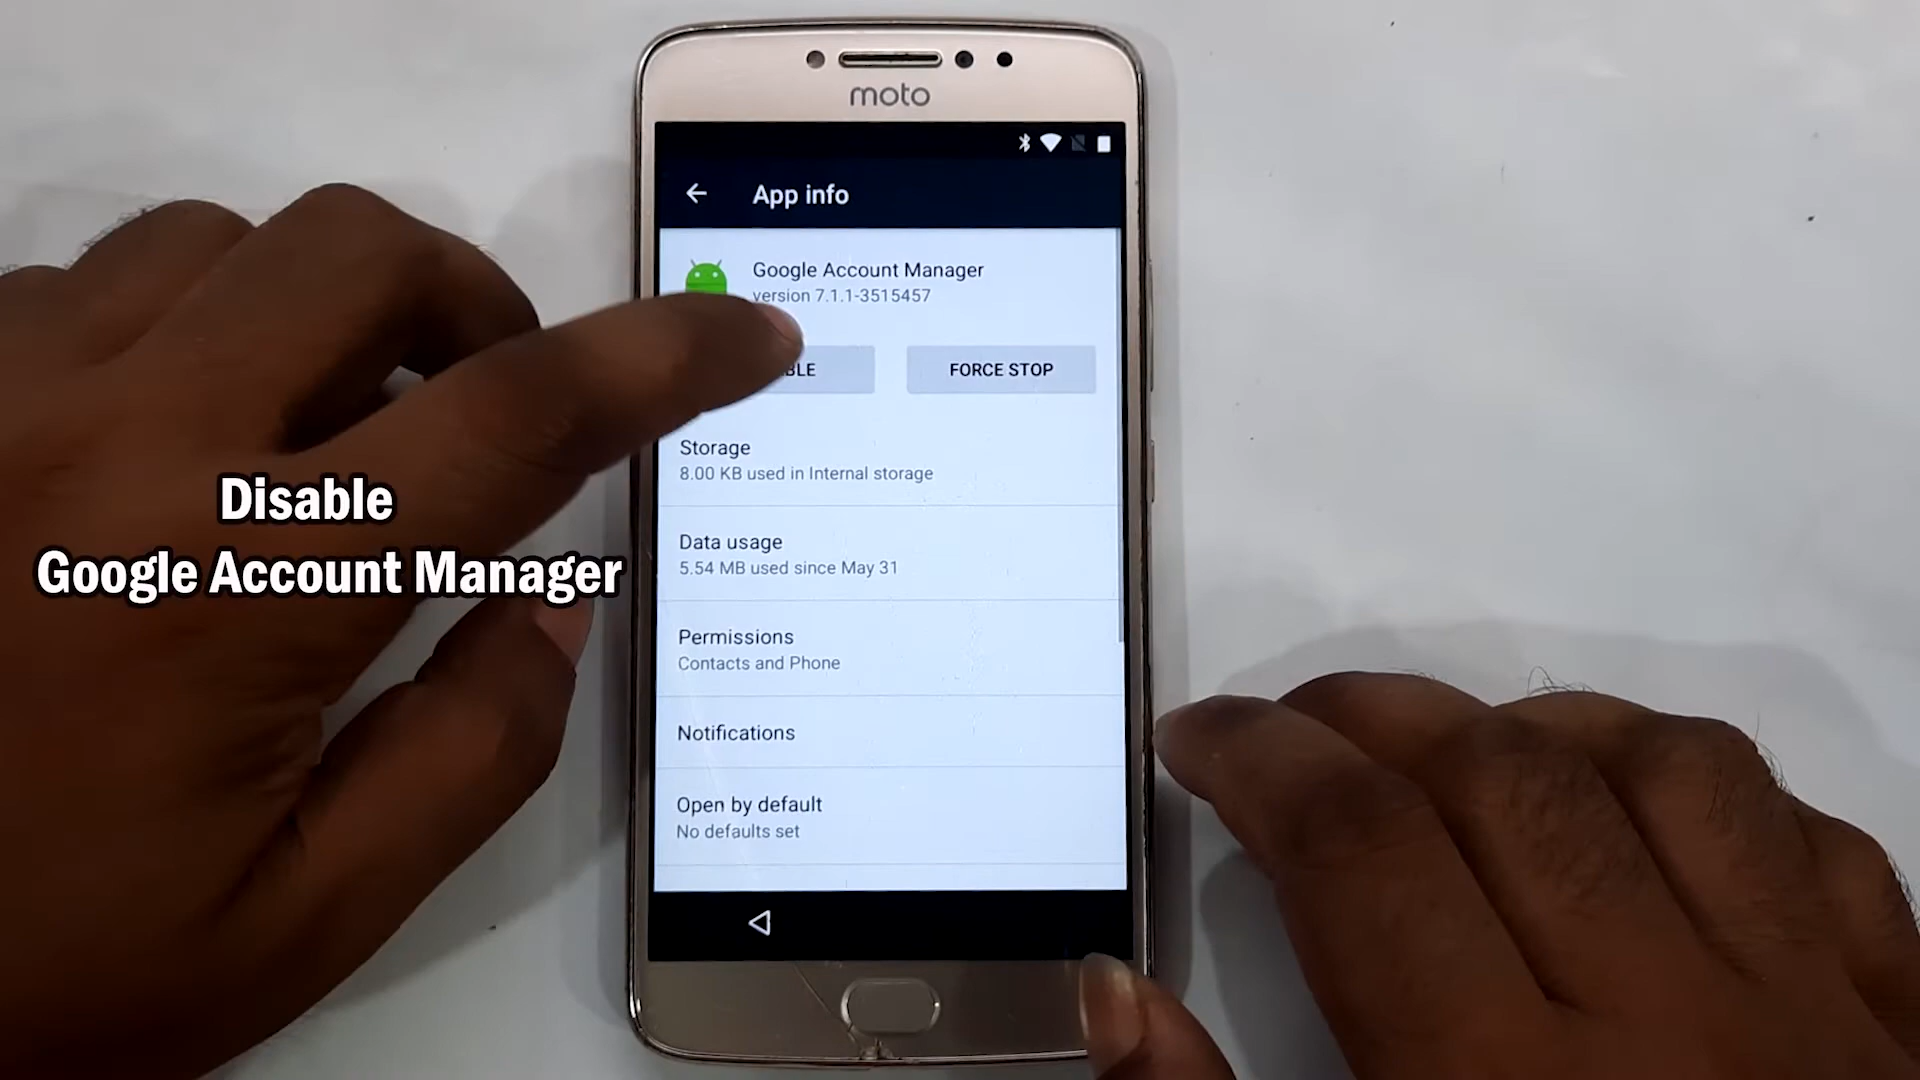 moto
App info
Google Account Manager
version 7.1.1-3515457
FORCE STOP
Storage
8.00 KB used in Internal storage
Data usage
5.54 MB used since May 31
Permissions
Contacts and Phone
Notifications
Open by default
No defaults set
Disable
Google Account Manager